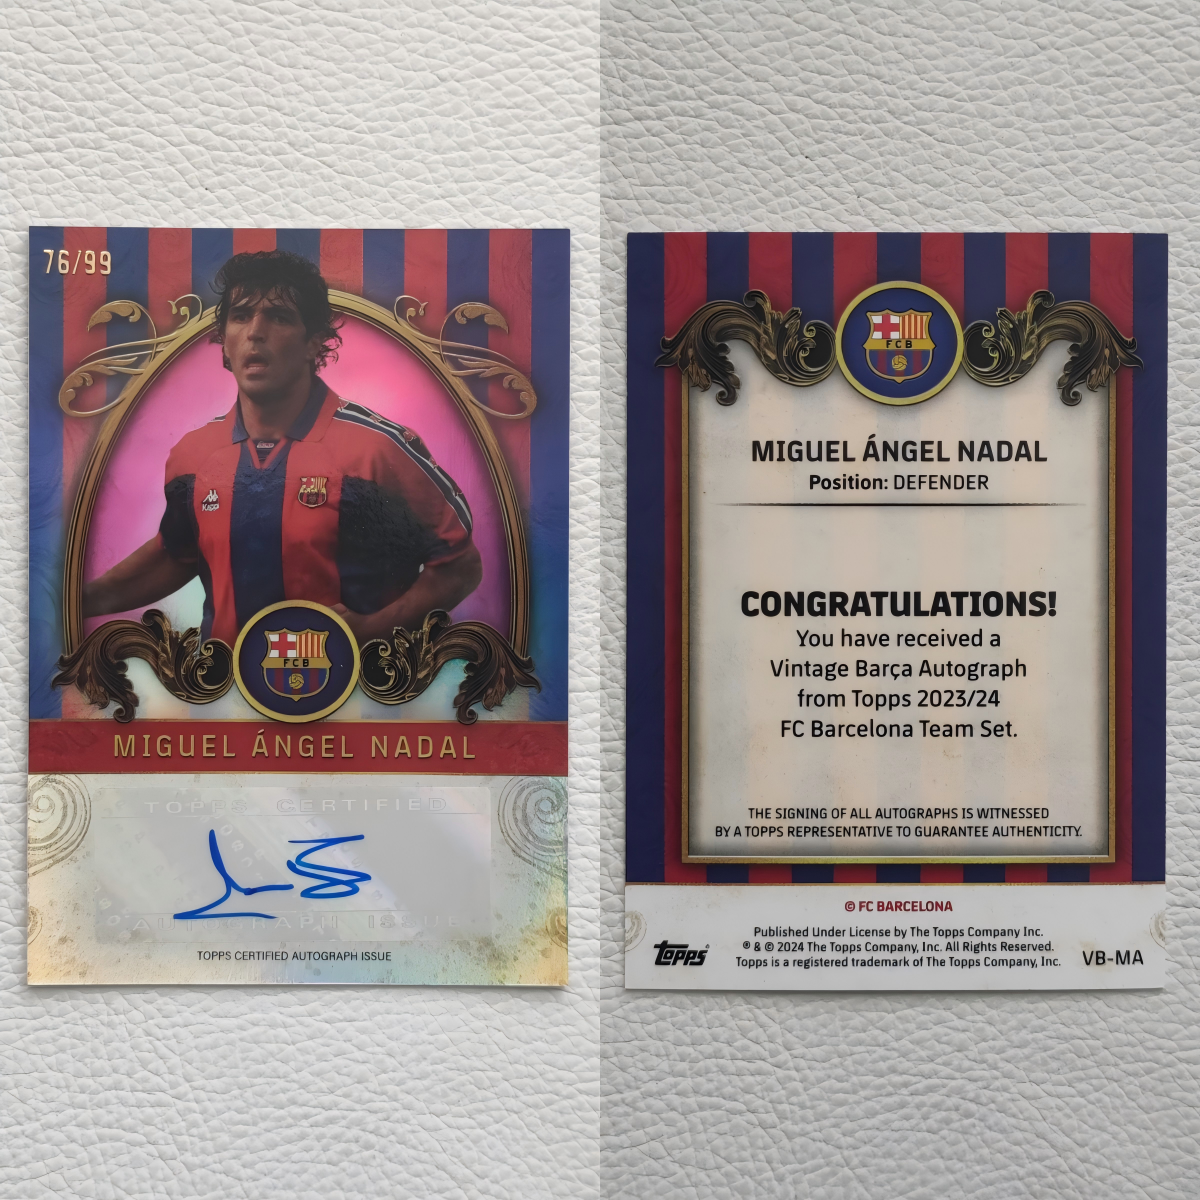 76/99
Kappa
FCB
MIGUEL ÁNGEL NADAL
TOPPS CERTIFIED
AUTOGRAPH ISSUE
TOPPS CERTIFIED AUTOGRAPH ISSUE
FCB
MIGUEL ÁNGEL NADAL
Position: DEFENDER
CONGRATULATIONS!
You have received a
Vintage Barça Autograph
from Topps 2023/24
FC Barcelona Team Set.
THE SIGNING OF ALL AUTOGRAPHS IS WITNESSED
BY A TOPPS REPRESENTATIVE TO GUARANTEE AUTHENTICITY.
© FC BARCELONA
Published Under License by The Topps Company Inc.
® & © 2024 The Topps Company, Inc. All Rights Reserved.
Topps is a registered trademark of The Topps Company, Inc.
topps®
VB-MA